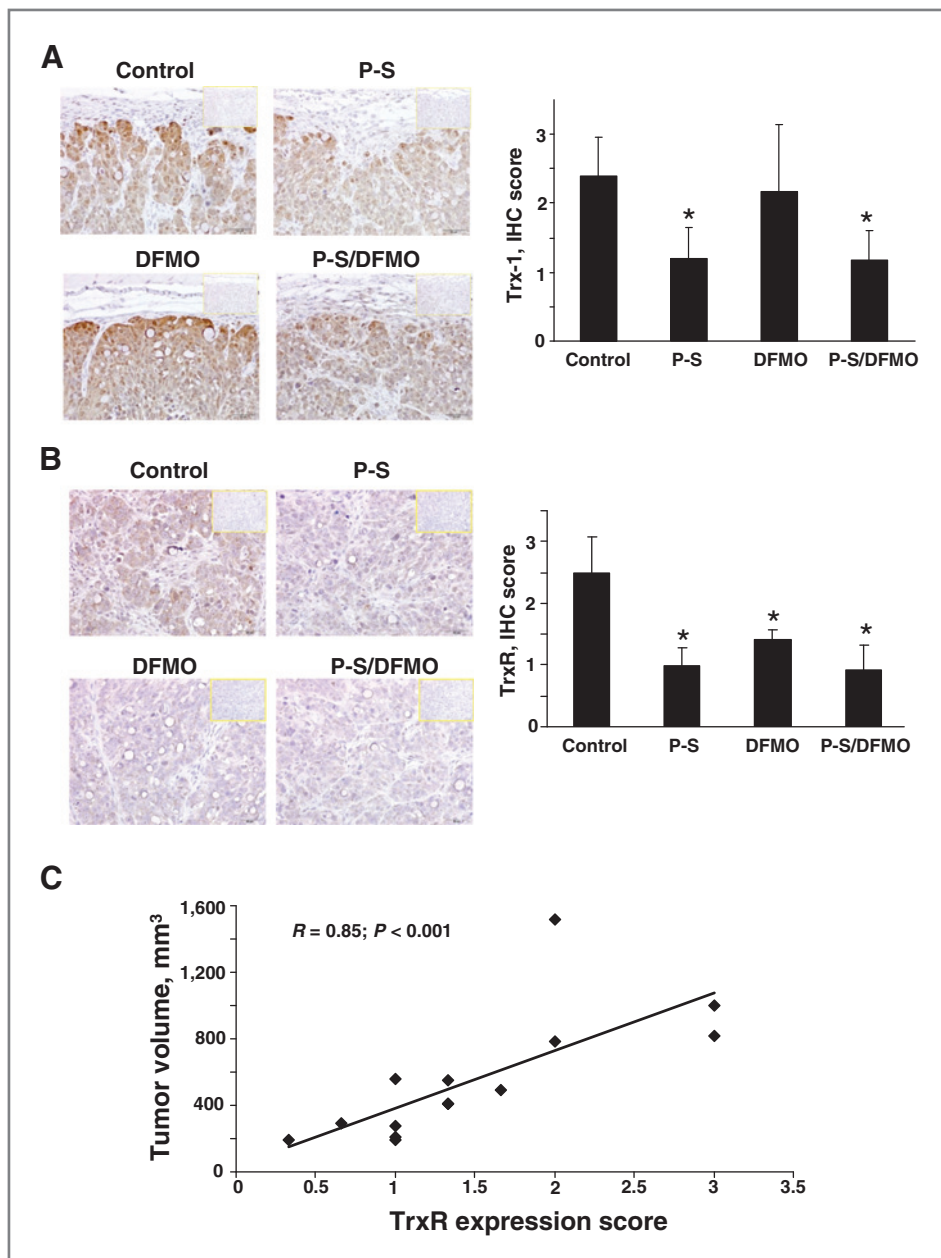 A
Control
P-S
DFMO
P-S/DFMO
Trx-1, IHC score
3
2
1
0
Control
P-S
DFMO
P-S/DFMO
*
*
B
Control
P-S
DFMO
P-S/DFMO
TrxR, IHC score
3
2
1
0
Control
P-S
DFMO
P-S/DFMO
*
*
*
C
Tumor volume, mm³
1,600
1,200
800
400
0
R = 0.85; P < 0.001
0
0.5
1
1.5
2
2.5
3
3.5
TrxR expression score